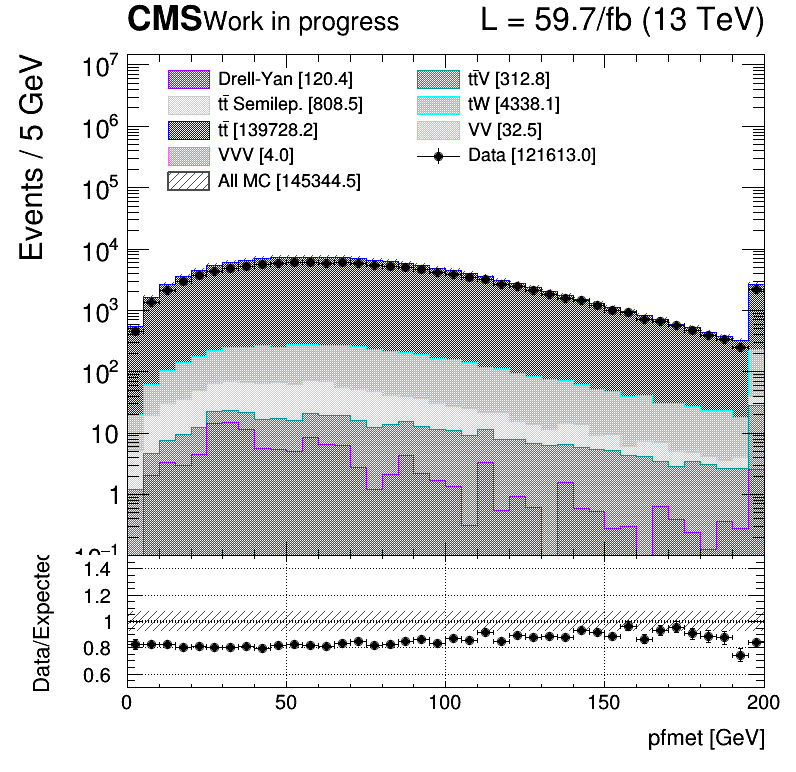 CMS Work in progress L = 59.7/fb (13 TeV)
Events / 5 GeV
10⁷
10⁶
10⁵
10⁴
10³
10²
10
1
10⁻¹
Drell-Yan [120.4]
tt̄ Semilep. [808.5]
tt̄ [139728.2]
VVV [4.0]
All MC [145344.5]
tt̄V [312.8]
tW [4338.1]
VV [32.5]
Data [121613.0]
Data/Expected
1.4
1.2
1
0.8
0.6
0 50 100 150 200
pfmet [GeV]